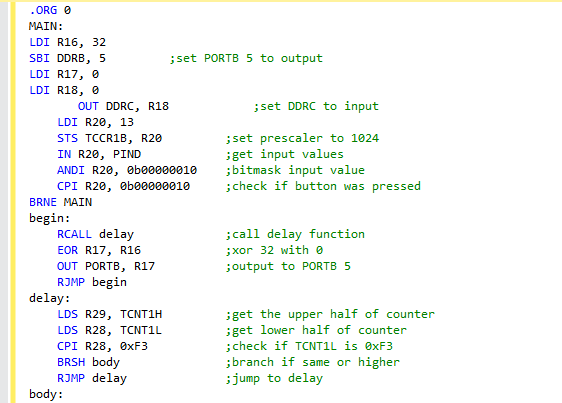 .ORG 0
MAIN:
LDI R16, 32
SBI DDRB, 5 ;set PORTB 5 to output
LDI R17, 0
LDI R18, 0
OUT DDRC, R18 ;set DDRC to input
LDI R20, 13
STS TCCR1B, R20 ;set prescaler to 1024
IN R20, PIND ;get input values
ANDI R20, 0b00000010 ;bitmask input value
CPI R20, 0b00000010 ;check if button was pressed
BRNE MAIN
begin:
RCALL delay ;call delay function
EOR R17, R16 ;xor 32 with 0
OUT PORTB, R17 ;output to PORTB 5
RJMP begin
delay:
LDS R29, TCNT1H ;get the upper half of counter
LDS R28, TCNT1L ;get lower half of counter
CPI R28, 0xF3 ;check if TCNT1L is 0xF3
BRSH body ;branch if same or higher
RJMP delay ;jump to delay
body: